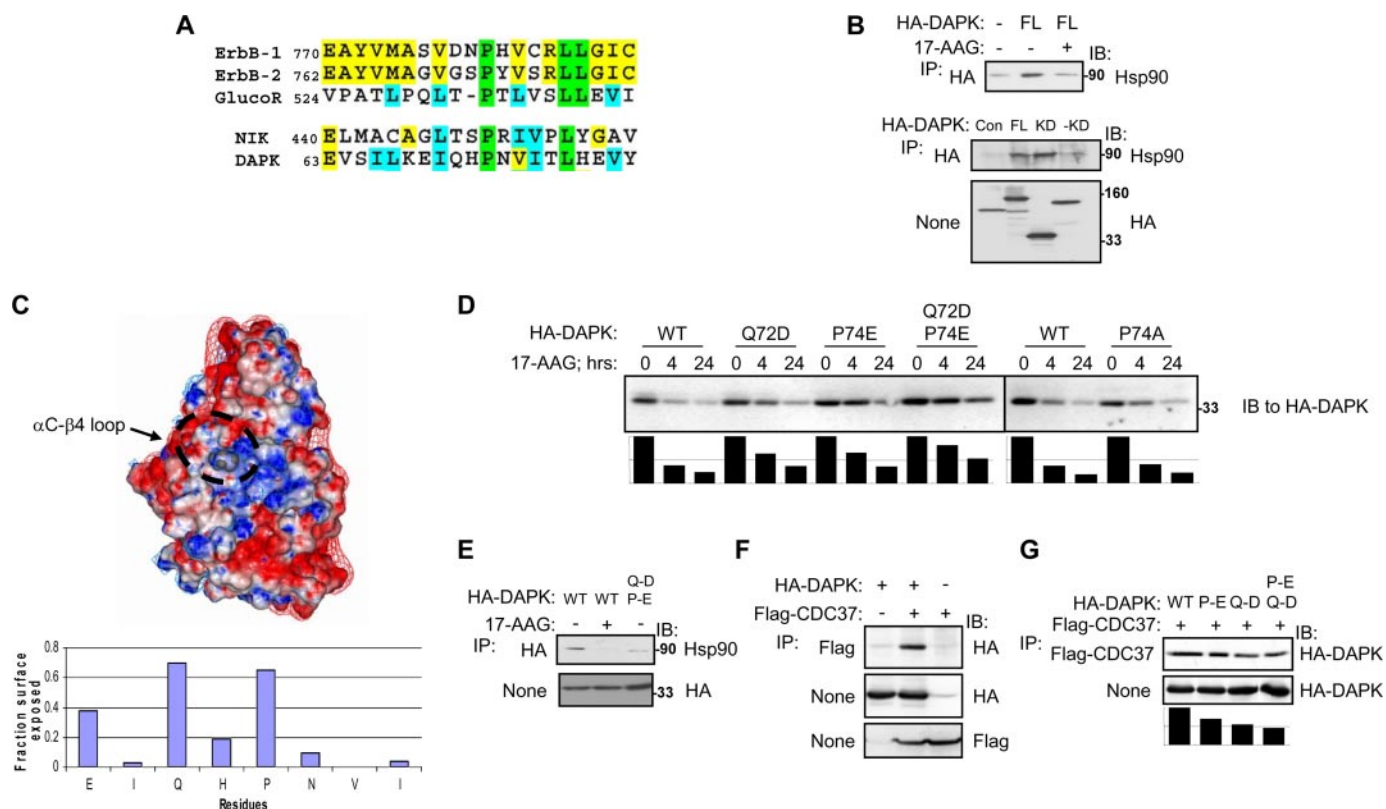 A
ErbB-1 770 EAYVMASVDNPHVCRLLGIC
ErbB-2 762 EAYVMAGVGSPYVSRLLGIC
GlucoR 524 VPATLPQLT-PTLVSLLEVI
NIK 440 ELMACAGLTSPRIVPLYGAV
DAPK 63 EVSILKEIQHPNVITLHEVY
B
HA-DAPK: - FL FL
17-AAG: - - + IB:
IP: HA -90 Hsp90
HA-DAPK: Con FL KD -KD IB:
IP: HA -90 Hsp90
None -160 HA
-33
C
αC-β4 loop
Fraction surface exposed
0.8
0.6
0.4
0.2
0
E I Q H P N V I
Residues
D
HA-DAPK: WT Q72D P74E Q72D P74E WT P74A
17-AAG; hrs: 0 4 24 0 4 24 0 4 24 0 4 24 0 4 24 0 4 24
-33 IB to HA-DAPK
E
Q-D
HA-DAPK: WT WT P-E
17-AAG: - + - IB:
IP: HA -90 Hsp90
None -33 HA
F
HA-DAPK: + + -
Flag-CDC37: - + + IB:
IP: Flag HA
None HA
None Flag
G
P-E
HA-DAPK: WT P-E Q-D Q-D
Flag-CDC37: + + + + IB:
IP: Flag-CDC37 HA-DAPK
None HA-DAPK